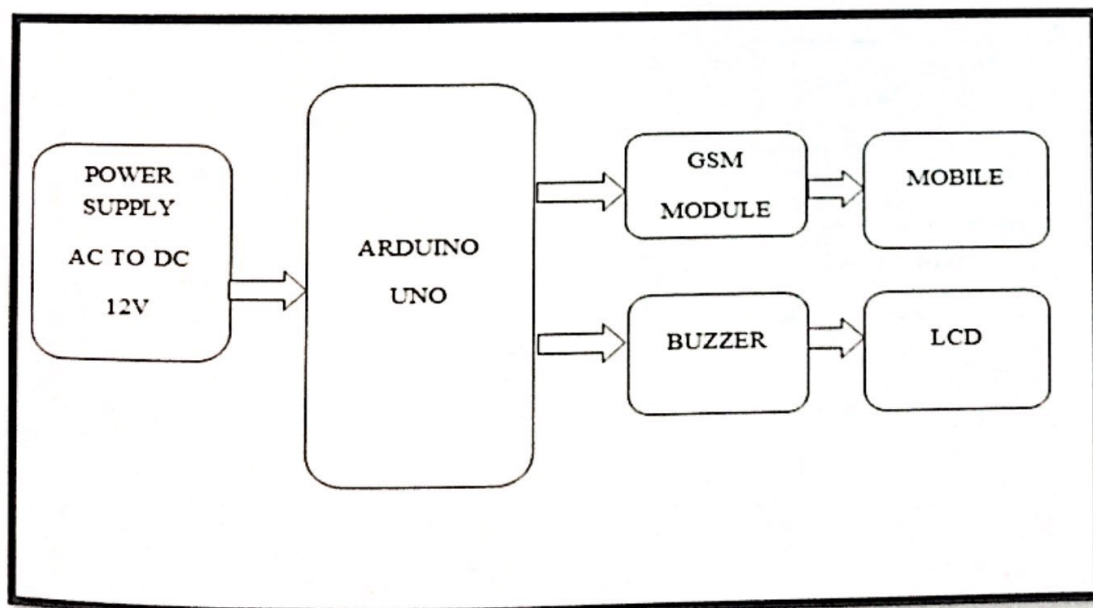 POWER
SUPPLY
AC TO DC
12V
ARDUINO
UNO
GSM
MODULE
MOBILE
BUZZER
LCD